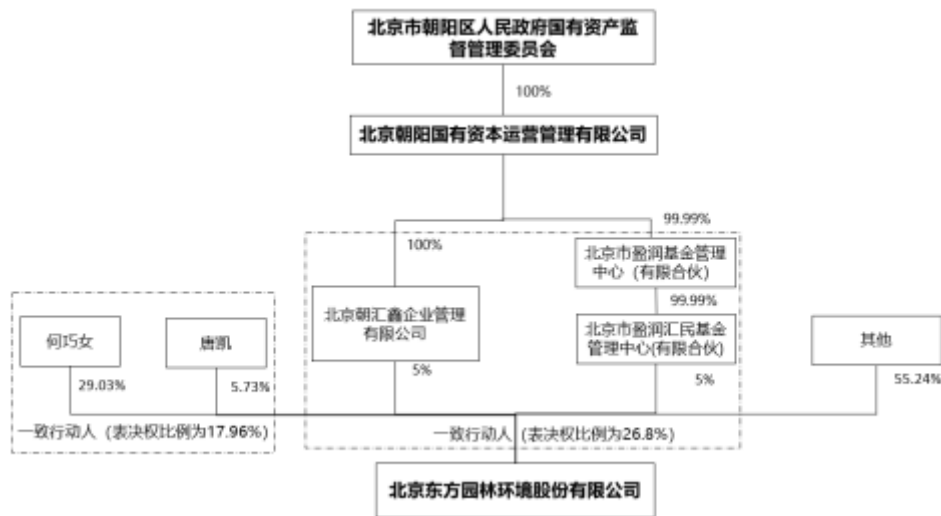 北京市朝阳区人民政府国有资产监
督管理委员会
100%
北京朝阳国有资本运营管理有限公司
99.99%
100%
北京市盈润基金管理
中心（有限合伙）
99.99%
北京朝汇鑫企业管理
有限公司
北京市盈润汇民基金
管理中心(有限合伙)
何巧女
唐凯
其他
29.03%
5.73%
5%
5%
55.24%
一致行动人（表决权比例为17.96%）
一致行动人（表决权比例为26.8%）
北京东方园林环境股份有限公司